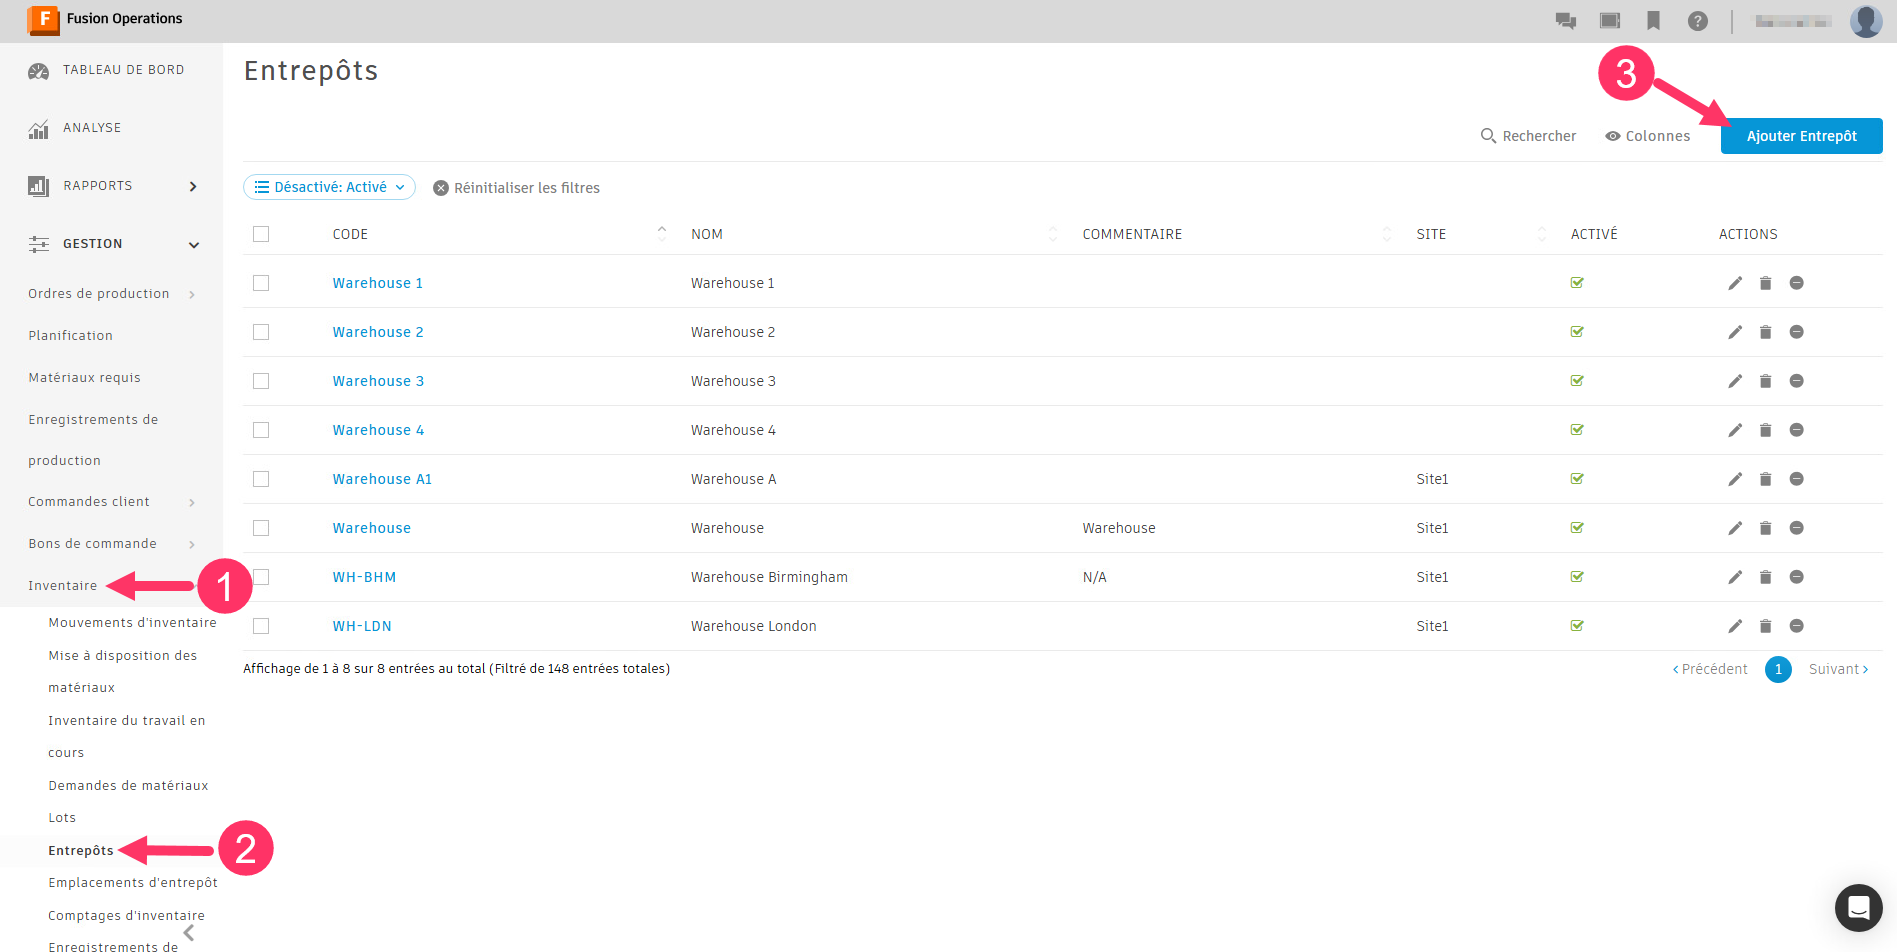 F Fusion Operations
?
TABLEAU DE BORD
ANALYSE
RAPPORTS
GESTION
Ordres de production
Planification
Matériaux requis
Enregistrements de
production
Commandes client
Bons de commande
Inventaire
1
Mouvements d'inventaire
Mise à disposition des
matériaux
Inventaire du travail en
cours
Demandes de matériaux
Lots
Entrepôts
2
Emplacements d'entrepôt
Comptages d'inventaire
Enregistrements de
Entrepôts
3
Rechercher Colonnes Ajouter Entrepôt
Désactivé: Activé Réinitialiser les filtres
CODE NOM COMMENTAIRE SITE ACTIVÉ ACTIONS
Warehouse 1 Warehouse 1
Warehouse 2 Warehouse 2
Warehouse 3 Warehouse 3
Warehouse 4 Warehouse 4
Warehouse A1 Warehouse A Site1
Warehouse Warehouse Warehouse Site1
WH-BHM Warehouse Birmingham N/A Site1
WH-LDN Warehouse London Site1
Affichage de 1 à 8 sur 8 entrées au total (Filtré de 148 entrées totales)
Précédent 1 Suivant